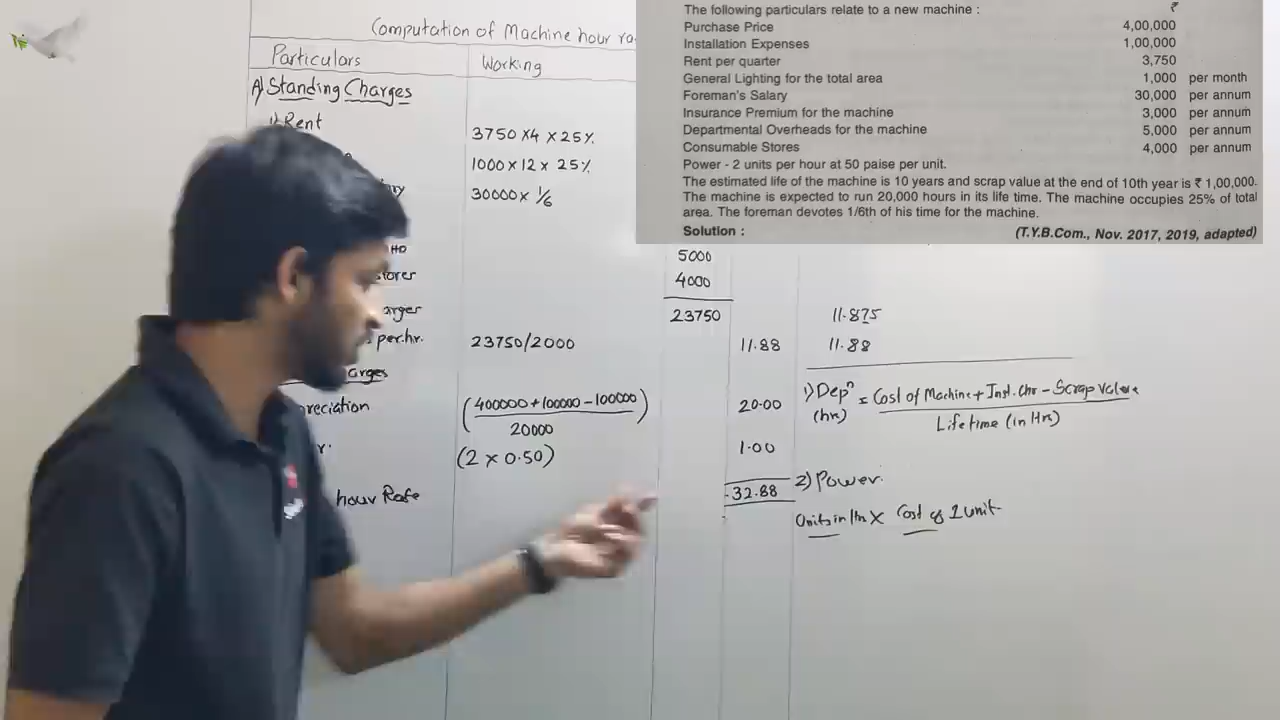 The following particulars relate to a new machine : ₹
Purchase Price 4,00,000
Installation Expenses 1,00,000
Rent per quarter 3,750
General Lighting for the total area 1,000 per month
Foreman's Salary 30,000 per annum
Insurance Premium for the machine 3,000 per annum
Departmental Overheads for the machine 5,000 per annum
Consumable Stores 4,000 per annum
Power - 2 units per hour at 50 paise per unit.
The estimated life of the machine is 10 years and scrap value at the end of 10th year is ₹ 1,00,000.
The machine is expected to run 20,000 hours in its life time. The machine occupies 25% of total
area. The foreman devotes 1/6th of his time for the machine.
Solution : (T.Y.B.Com., Nov. 2017, 2019, adapted)
Computation of Machine hour ra
Particulars Working
A) Standing Charges
1) Rent 3750 x4 x 25%.
1000 x 12 x 25%
30000 x 1/6
5000
4000
23750 11.875
per.hr. 23750/2000 11.88 11.88
reciation (400000 + 100000 - 100000 / 20000) 20.00
1) Depⁿ (hr) = Cost of Machine + Inst. Chr - Scrap Value / Life time (in Hrs)
(2 x 0.50) 1.00
hour Rate 32.88
2) Power.
Units in Hr x Cost of 1 unit